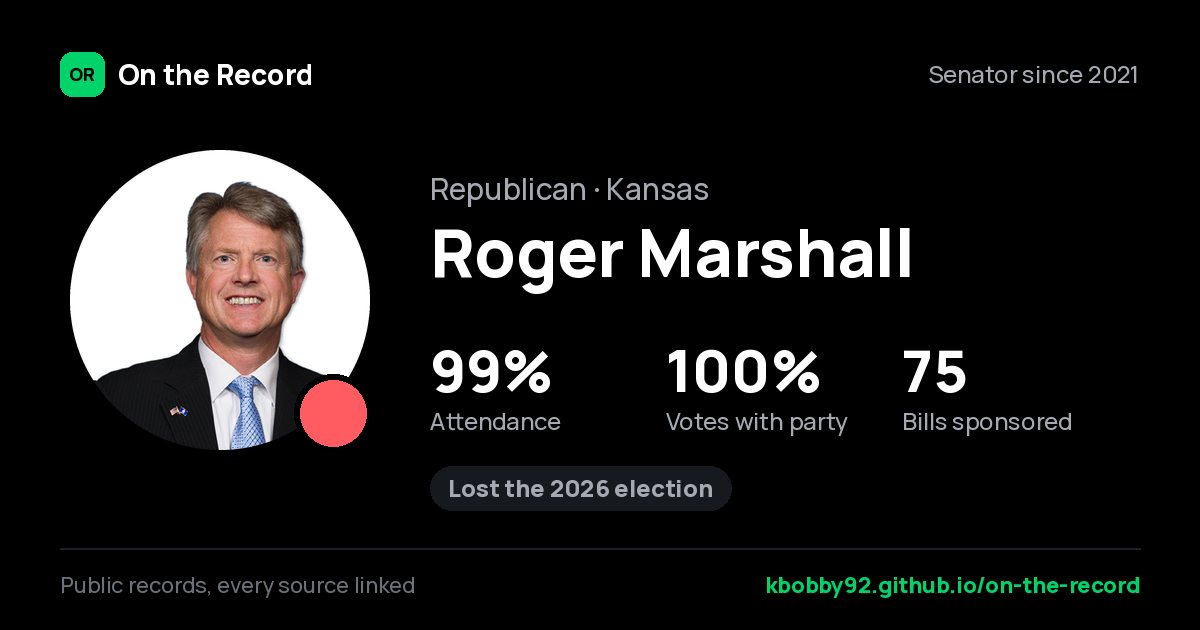 OR On the Record
Senator since 2021
Republican · Kansas
Roger Marshall
99% 100% 75
Attendance Votes with party Bills sponsored
Lost the 2026 election
Public records, every source linked
kbobby92.github.io/on-the-record